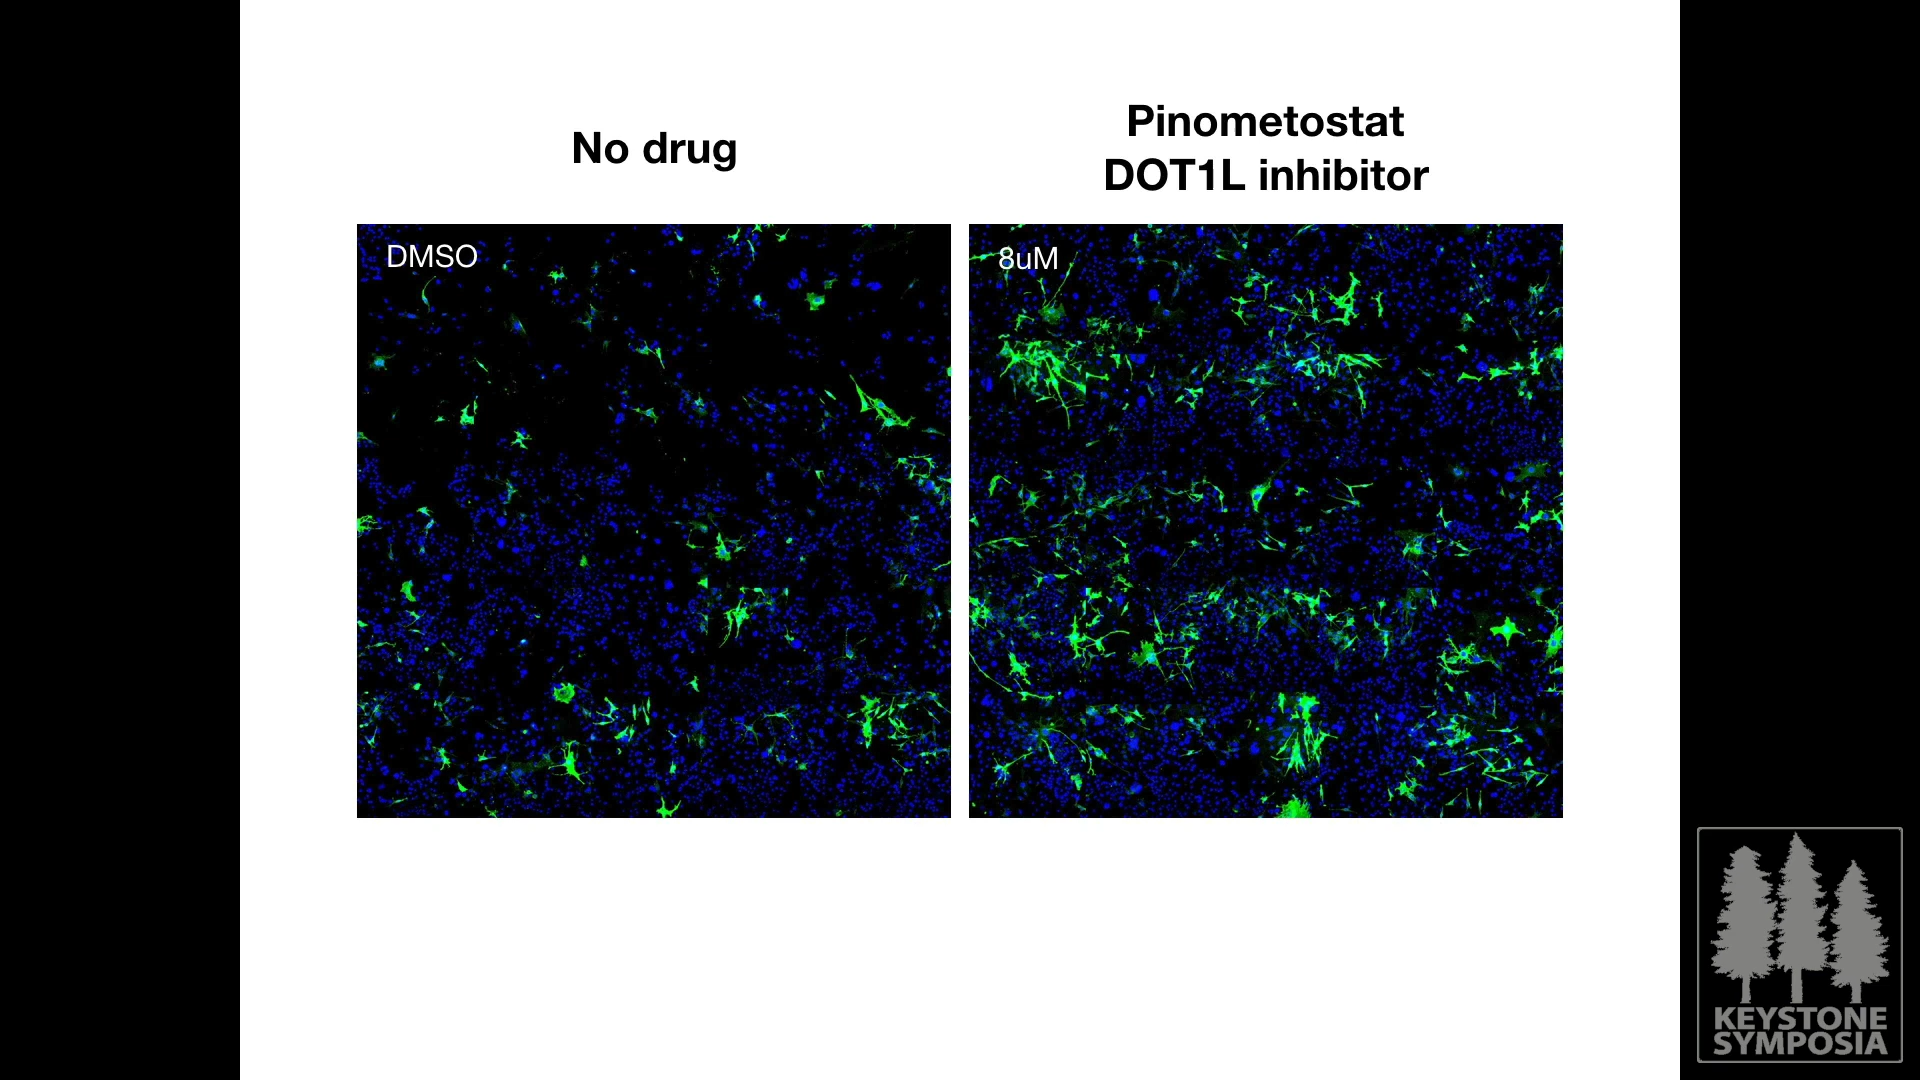 No drug
Pinometostat
DOT1L inhibitor
DMSO
8uM
KEYSTONE
SYMPOSIA